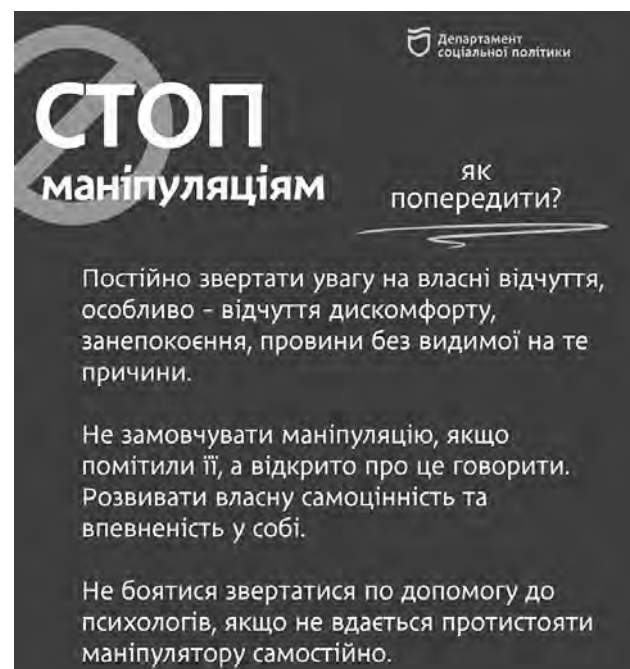 Департамент
соціальної політики
СТОП
маніпуляціям
як
попередити?
Постійно звертати увагу на власні відчуття,
особливо – відчуття дискомфорту,
занепокоєння, провини без видимої на те
причини.
Не замовчувати маніпуляцію, якщо
помітили її, а відкрито про це говорити.
Розвивати власну самоцінність та
впевненість у собі.
Не боятися звертатися по допомогу до
психологів, якщо не вдається протистояти
маніпулятору самостійно.